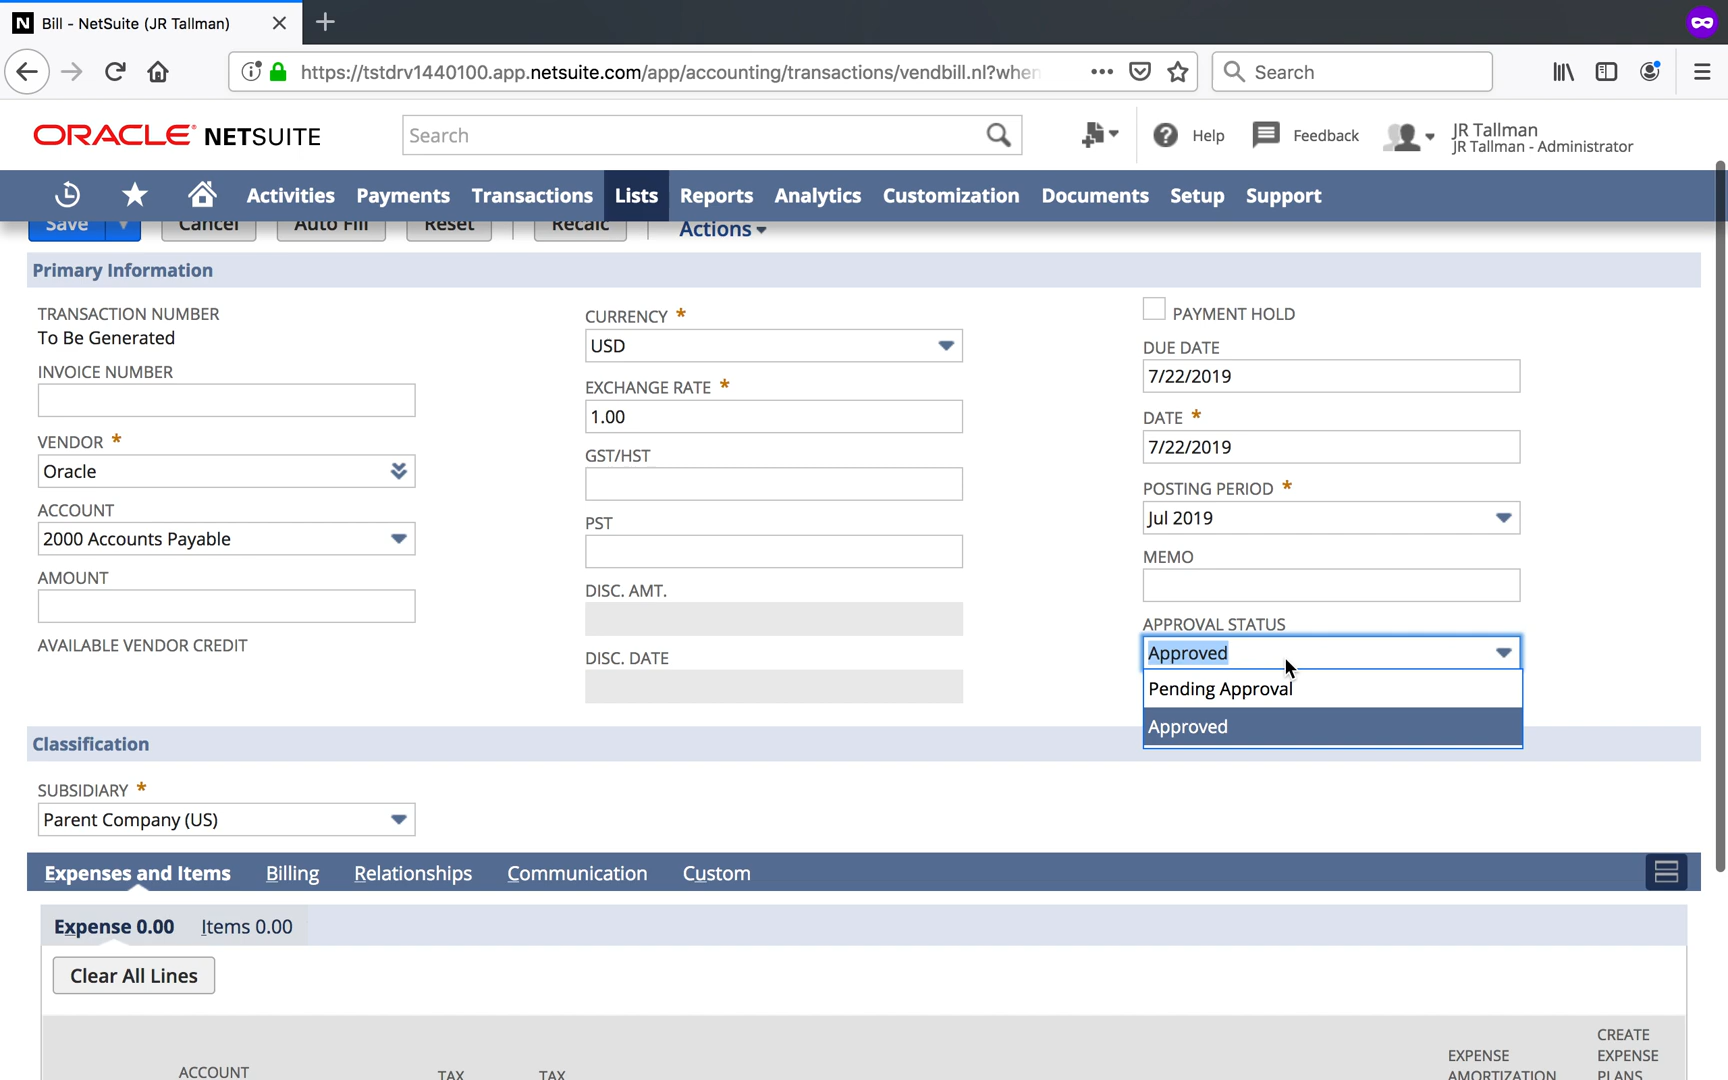 N Bill - NetSuite (JR Tallman)
https://tstdrv1440100.app.netsuite.com/app/accounting/transactions/vendbill.nl?when
Search
ORACLE NETSUITE
Search
Help
Feedback
JR Tallman
JR Tallman - Administrator
Activities Payments Transactions Lists Reports Analytics Customization Documents Setup Support
Save Cancel Auto Fill Reset Recalc Actions
Primary Information
TRANSACTION NUMBER
To Be Generated
INVOICE NUMBER
VENDOR *
Oracle
ACCOUNT
2000 Accounts Payable
AMOUNT
AVAILABLE VENDOR CREDIT
CURRENCY *
USD
EXCHANGE RATE *
1.00
GST/HST
PST
DISC. AMT.
DISC. DATE
PAYMENT HOLD
DUE DATE
7/22/2019
DATE *
7/22/2019
POSTING PERIOD *
Jul 2019
MEMO
APPROVAL STATUS
Approved
Pending Approval
Approved
Classification
SUBSIDIARY *
Parent Company (US)
Expenses and Items Billing Relationships Communication Custom
Expense 0.00 Items 0.00
Clear All Lines
ACCOUNT
TAX
TAX
EXPENSE
AMORTIZATION
CREATE
EXPENSE
PLANS